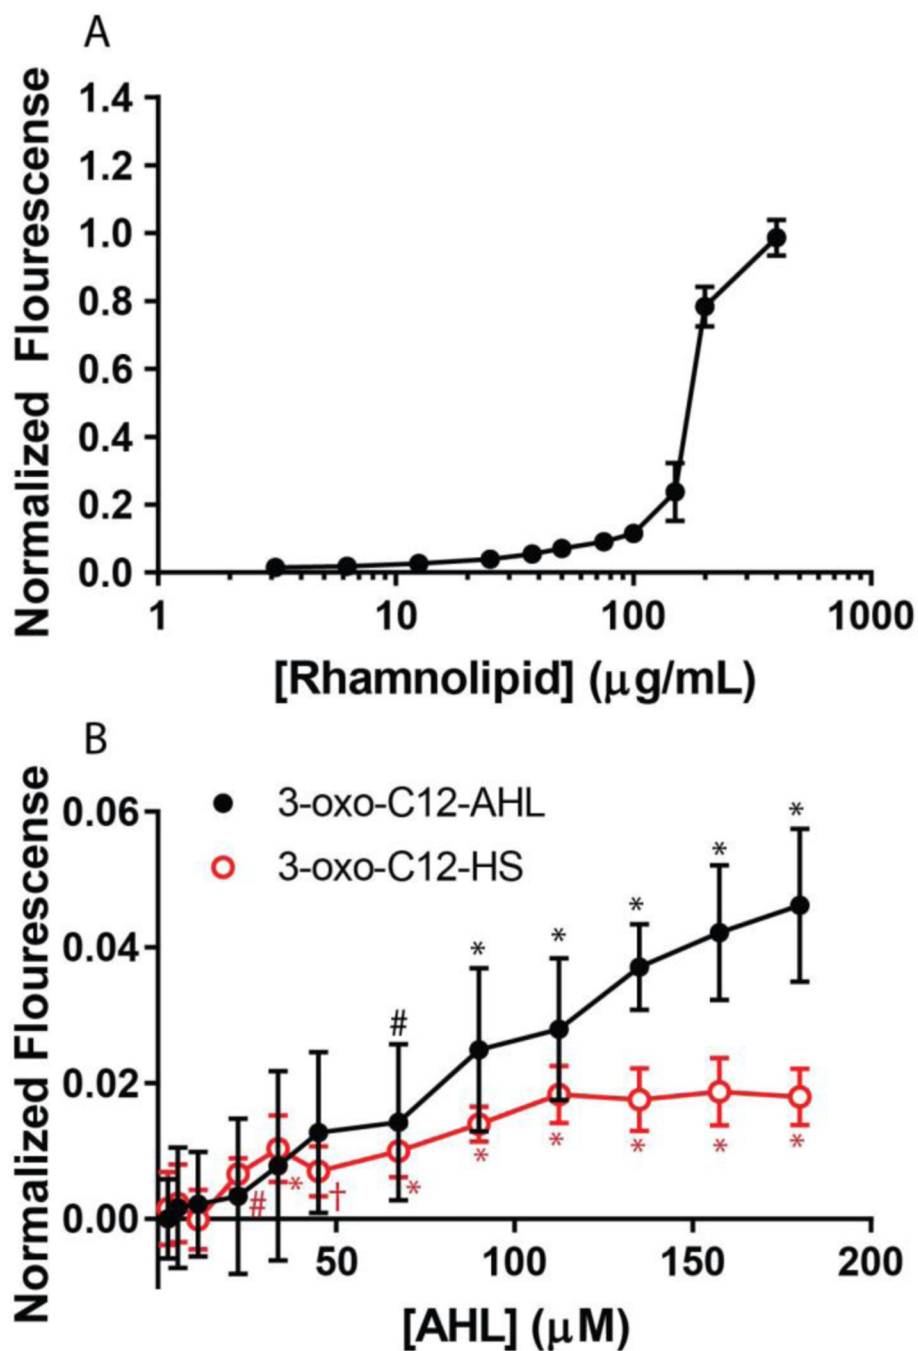 A
Normalized Flourescense
1.4
1.2
1.0
0.8
0.6
0.4
0.2
0.0
1 10 100 1000
[Rhamnolipid] (μg/mL)
B
Normalized Flourescense
3-oxo-C12-AHL
3-oxo-C12-HS
0.06
0.04
0.02
0.00
* * * * * #
# * † * * * * * *
50 100 150 200
[AHL] (μM)